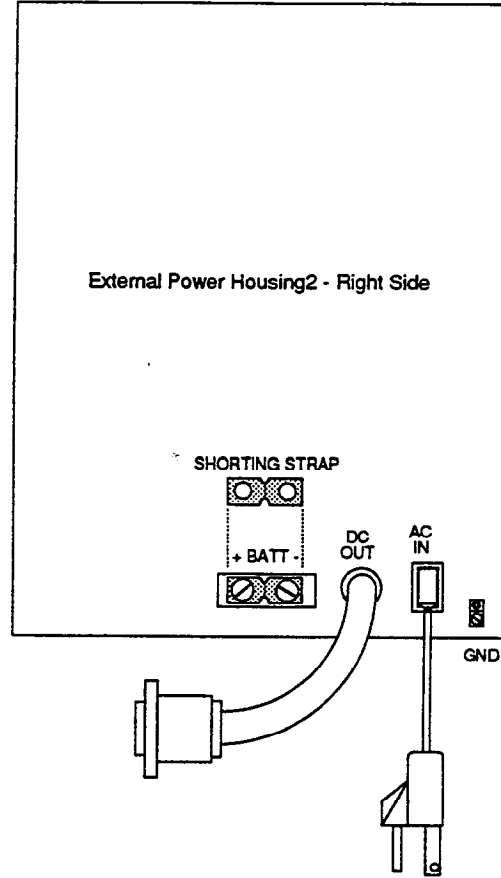 External Power Housing2 - Right Side
SHORTING STRAP
+ BATT -
DC
OUT
AC
IN
GND